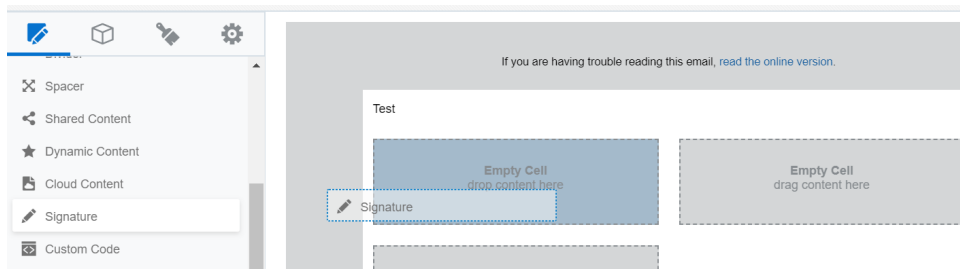 Spacer
Shared Content
Dynamic Content
Cloud Content
Signature
Custom Code
If you are having trouble reading this email, read the online version.
Test
Empty Cell
drop content here
Signature
Empty Cell
drag content here